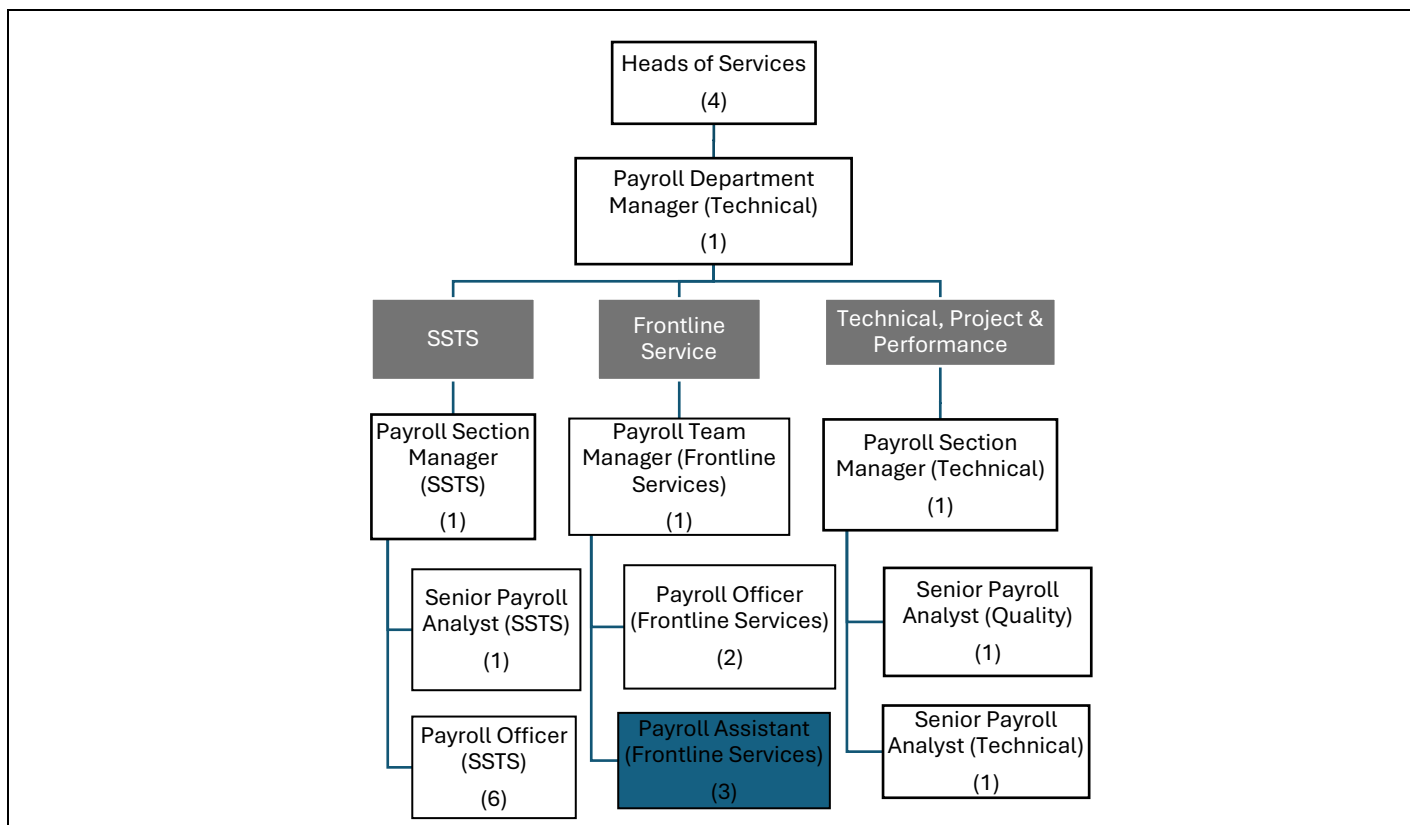 Heads of Services
(4)
Payroll Department
Manager (Technical)
(1)
SSTS
Frontline
Service
Technical, Project &
Performance
Payroll Section
Manager
(SSTS)
(1)
Payroll Team
Manager (Frontline
Services)
(1)
Payroll Section
Manager (Technical)
(1)
Senior Payroll
Analyst (SSTS)
(1)
Payroll Officer
(Frontline Services)
(2)
Senior Payroll
Analyst (Quality)
(1)
Payroll Officer
(SSTS)
(6)
Payroll Assistant
(Frontline Services)
(3)
Senior Payroll
Analyst (Technical)
(1)